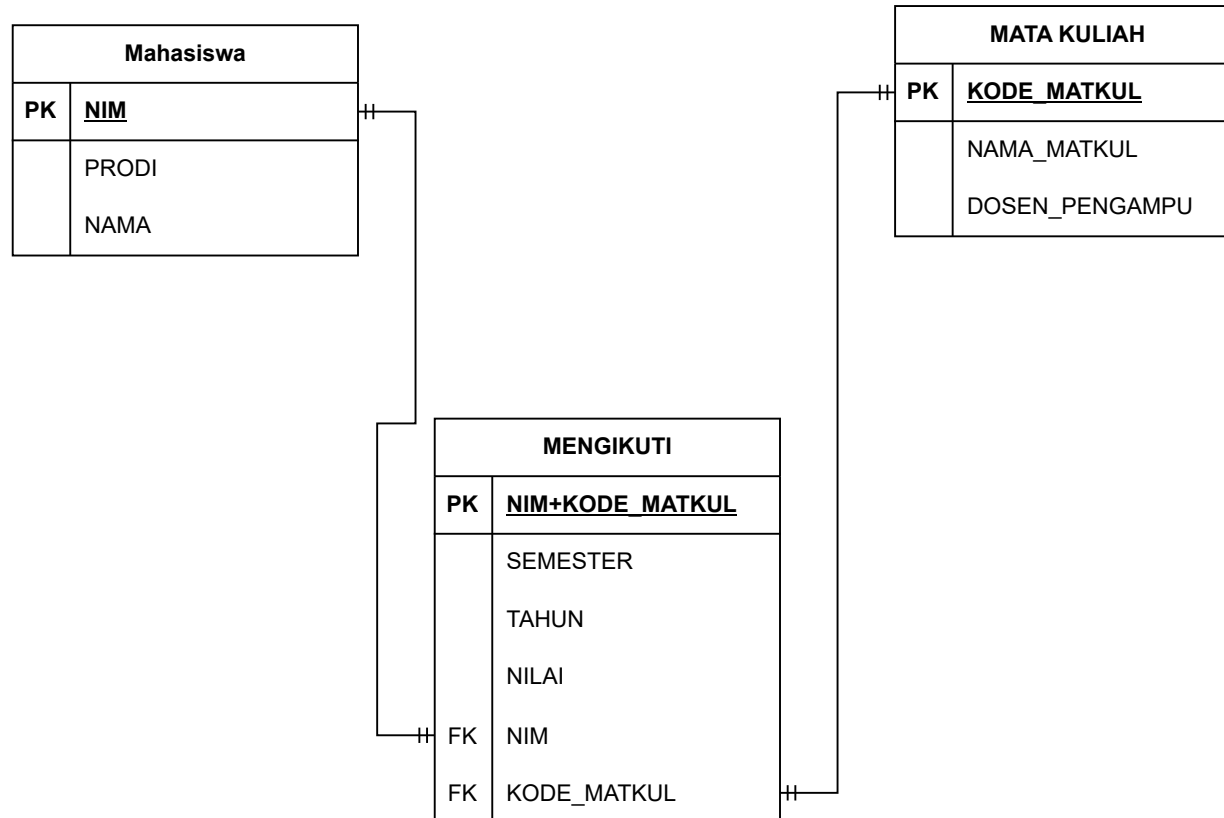 Mahasiswa
PK NIM
PRODI
NAMA
MATA KULIAH
PK KODE_MATKUL
NAMA_MATKUL
DOSEN_PENGAMPU
MENGIKUTI
PK NIM+KODE_MATKUL
SEMESTER
TAHUN
NILAI
FK NIM
FK KODE_MATKUL